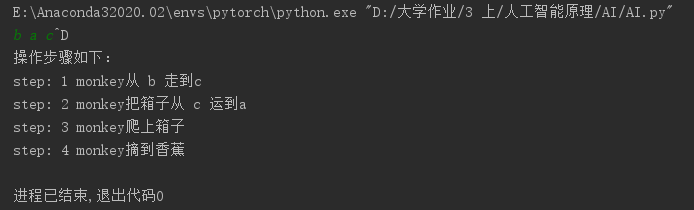 E:\Anaconda32020.02\envs\pytorch\python.exe "D:/大学作业/3 上/人工智能原理/AI/AI.py"
b a c^D
操作步骤如下：
step: 1 monkey从 b 走到c
step: 2 monkey把箱子从 c 运到a
step: 3 monkey爬上箱子
step: 4 monkey摘到香蕉
进程已结束,退出代码0